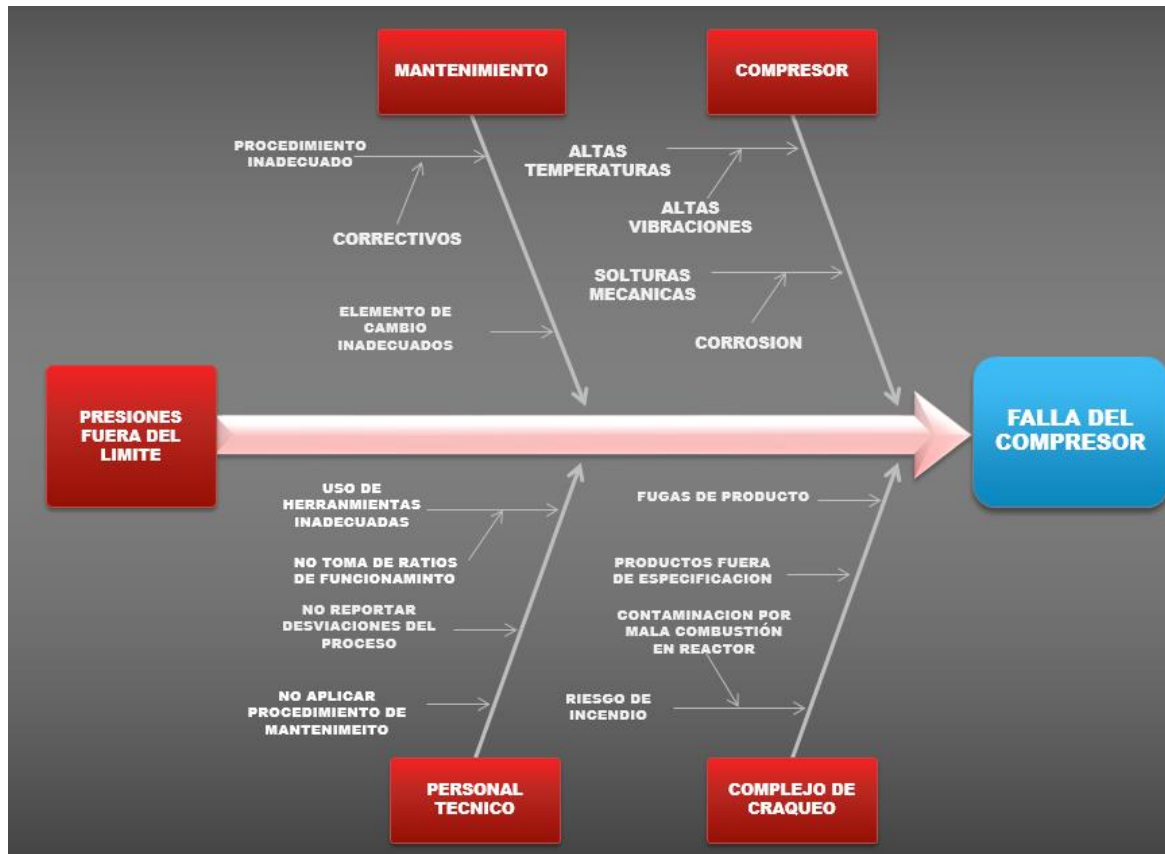 MANTENIMIENTO
COMPRESOR
PROCEDIMIENTO
INADECUADO
CORRECTIVOS
ELEMENTO DE
CAMBIO
INADECUADOS
ALTAS
TEMPERATURAS
ALTAS
VIBRACIONES
SOLTURAS
MECANICAS
CORROSION
PRESIONES
FUERA DEL
LIMITE
FALLA DEL
COMPRESOR
USO DE
HERRANMIENTAS
INADECUADAS
NO TOMA DE RATIOS
DE FUNCIONAMINTO
NO REPORTAR
DESVIACIONES DEL
PROCESO
NO APLICAR
PROCEDIMIENTO DE
MANTENIMEITO
FUGAS DE PRODUCTO
PRODUCTOS FUERA
DE ESPECIFICACION
CONTAMINACION POR
MALA COMBUSTIÓN
EN REACTOR
RIESGO DE
INCENDIO
PERSONAL
TECNICO
COMPLEJO DE
CRAQUEO